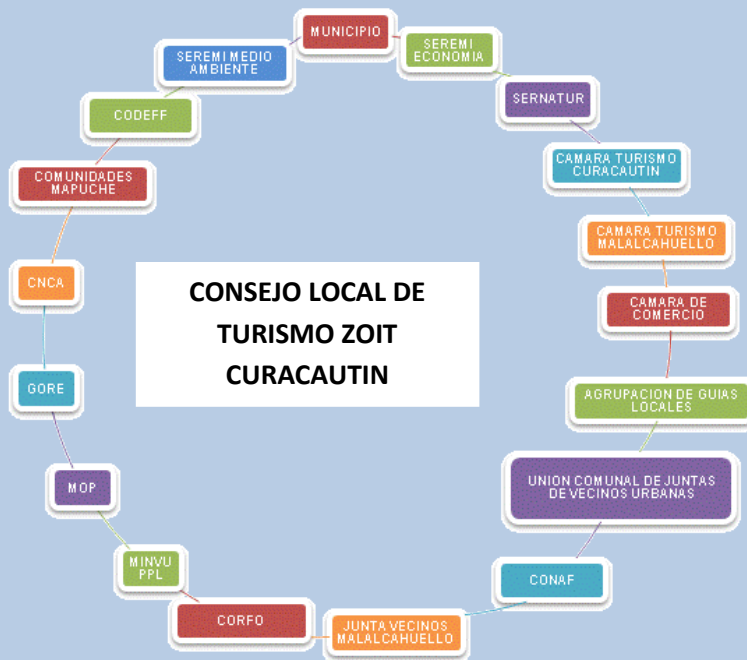 MUNICIPIO
SEREMI
ECONOMIA
SERNATUR
CAMARA TURISMO
CURACAUTIN
CAMARA TURISMO
MALALCAHUELLO
CAMARA DE
COMERCIO
AGRUPACION DE GUIAS
LOCALES
UNION COMUNAL DE JUNTAS
DE VECINOS URBANAS
CONAF
JUNTA VECINOS
MALALCAHUELLO
CORFO
MINVU
PPL
MOP
GORE
CNCA
COMUNIDADES
MAPUCHE
CODEFF
SEREMI MEDIO
AMBIENTE
CONSEJO LOCAL DE
TURISMO ZOIT
CURACAUTIN